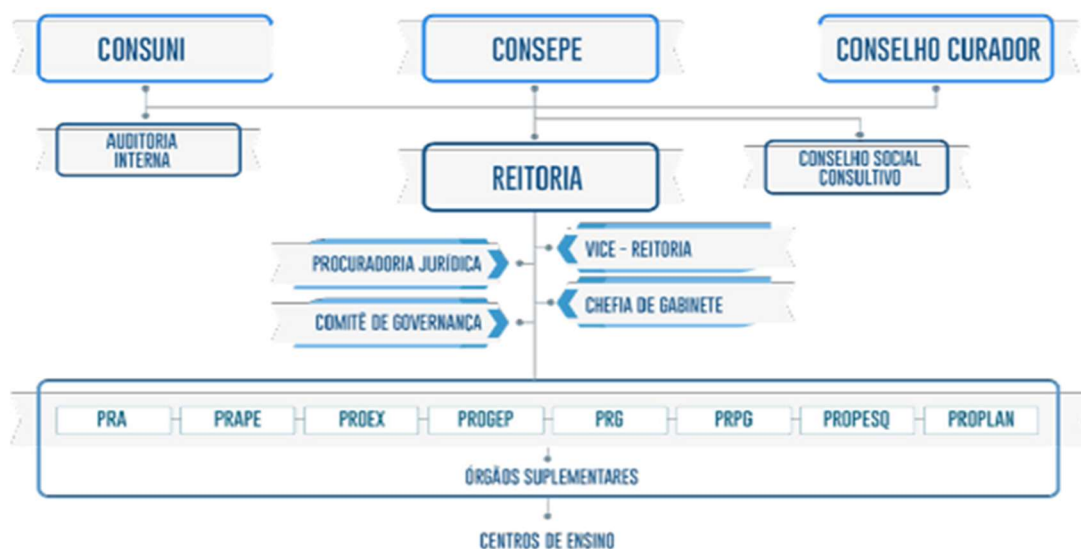 CONSUNI
CONSEPE
CONSELHO CURADOR
AUDITORIA
INTERNA
REITORIA
CONSELHO SOCIAL
CONSULTIVO
PROCURADORIA JURÍDICA
VICE - REITORIA
COMITÊ DE GOVERNANÇA
CHEFIA DE GABINETE
PRA
PRAPE
PROEX
PROGEP
PRG
PRPG
PROPESQ
PROPLAN
ÓRGÃOS SUPLEMENTARES
CENTROS DE ENSINO